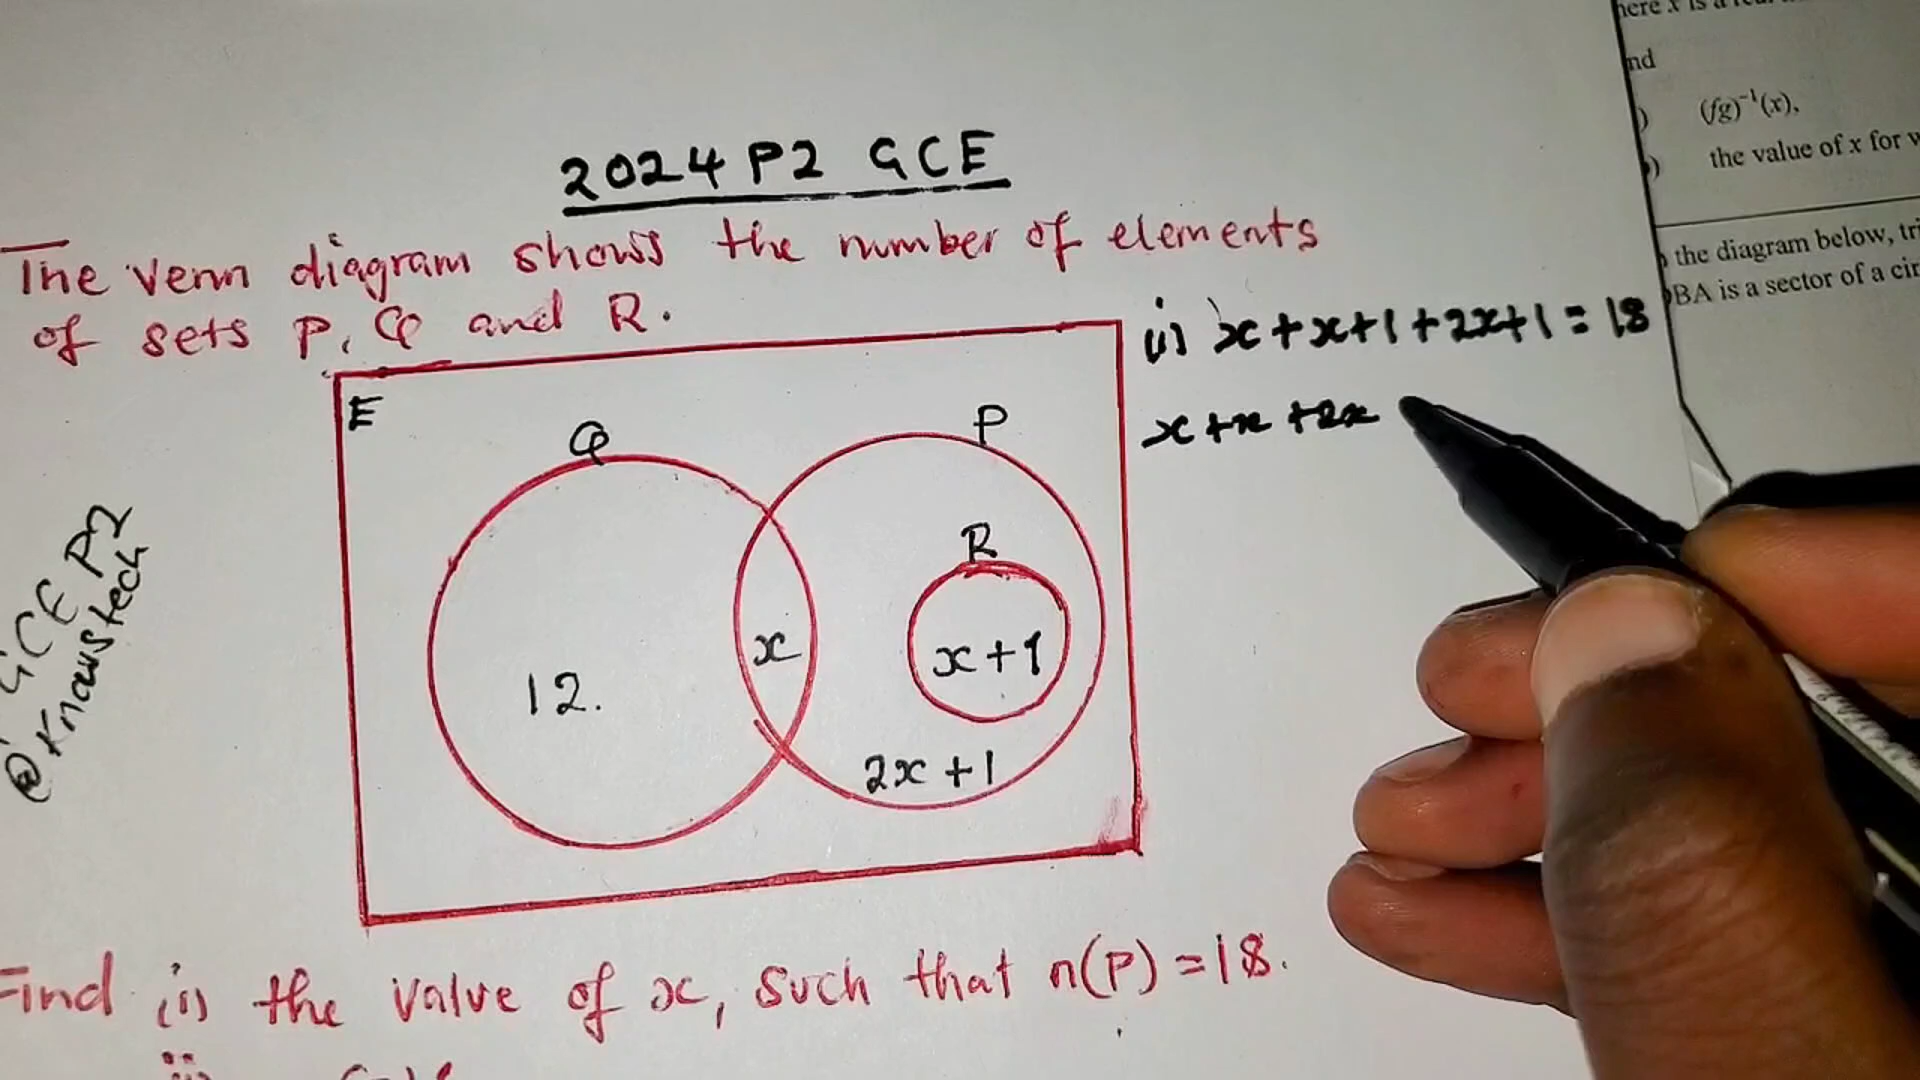 2024 P2 GCE
The venn diagram shows the number of elements
of sets P, Q and R.
E
Q
P
R
12.
x
x+1
2x+1
(i) x+x+1+2x+1=18
x+x+2x
GCE P2
@Knowstech
Find (i) the value of x, such that n(P)=18.
nd
(fg)⁻¹(x),
the value of x for
the diagram below,
BA is a sector of a